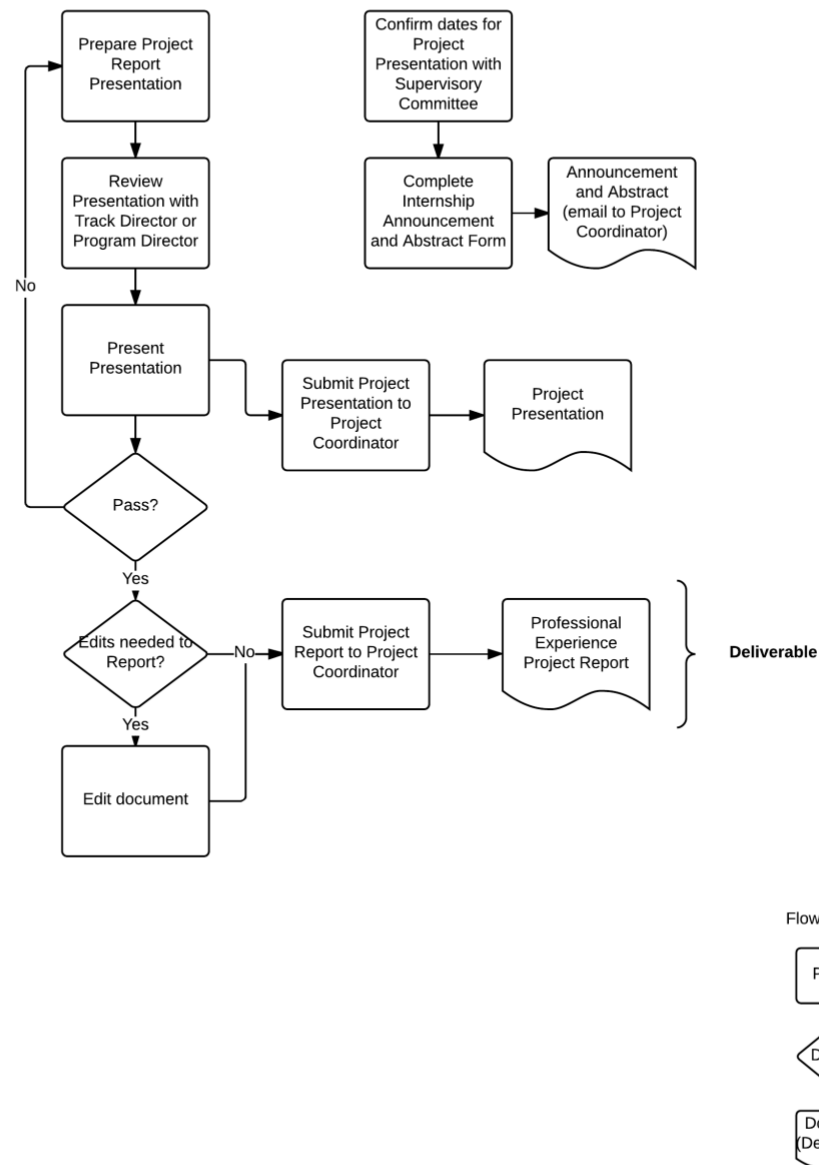 Prepare Project
Report
Presentation
Confirm dates for
Project
Presentation with
Supervisory
Committee
Review
Presentation with
Track Director or
Program Director
Complete
Internship
Announcement
and Abstract Form
Announcement
and Abstract
(email to Project
Coordinator)
No
Present
Presentation
Submit Project
Presentation to
Project
Coordinator
Project
Presentation
Pass?
Yes
Edits needed to
Report?
No
Submit Project
Report to Project
Coordinator
Professional
Experience
Project Report
Deliverable
Yes
Edit document
Flow